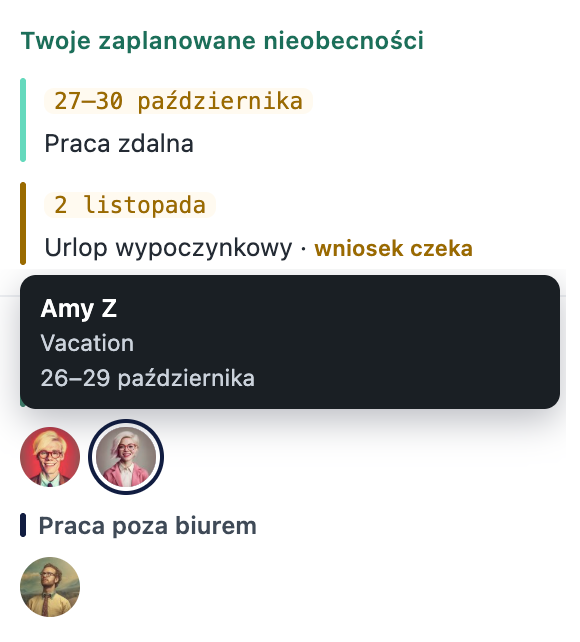 Twoje zaplanowane nieobecności
27–30 października
Praca zdalna
2 listopada
Urlop wypoczynkowy · wniosek czeka
Amy Z
Vacation
26–29 października
Praca poza biurem